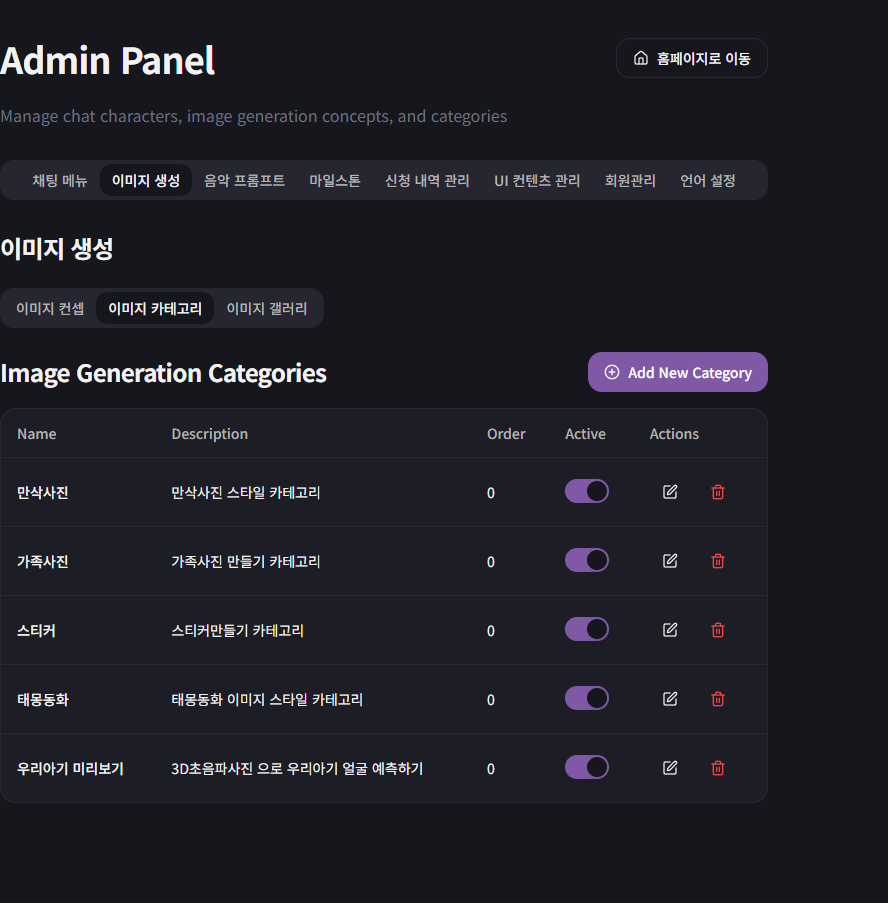 Admin Panel
홈페이지로 이동
Manage chat characters, image generation concepts, and categories
채팅 메뉴 이미지 생성 음악 프롬프트 마일스톤 신청 내역 관리 UI 컨텐츠 관리 회원관리 언어 설정
이미지 생성
이미지 컨셉 이미지 카테고리 이미지 갤러리
Image Generation Categories
Add New Category
Name Description Order Active Actions
만삭사진 만삭사진 스타일 카테고리 0
가족사진 가족사진 만들기 카테고리 0
스티커 스티커만들기 카테고리 0
태몽동화 태몽동화 이미지 스타일 카테고리 0
우리아기 미리보기 3D초음파사진 으로 우리아기 얼굴 예측하기 0